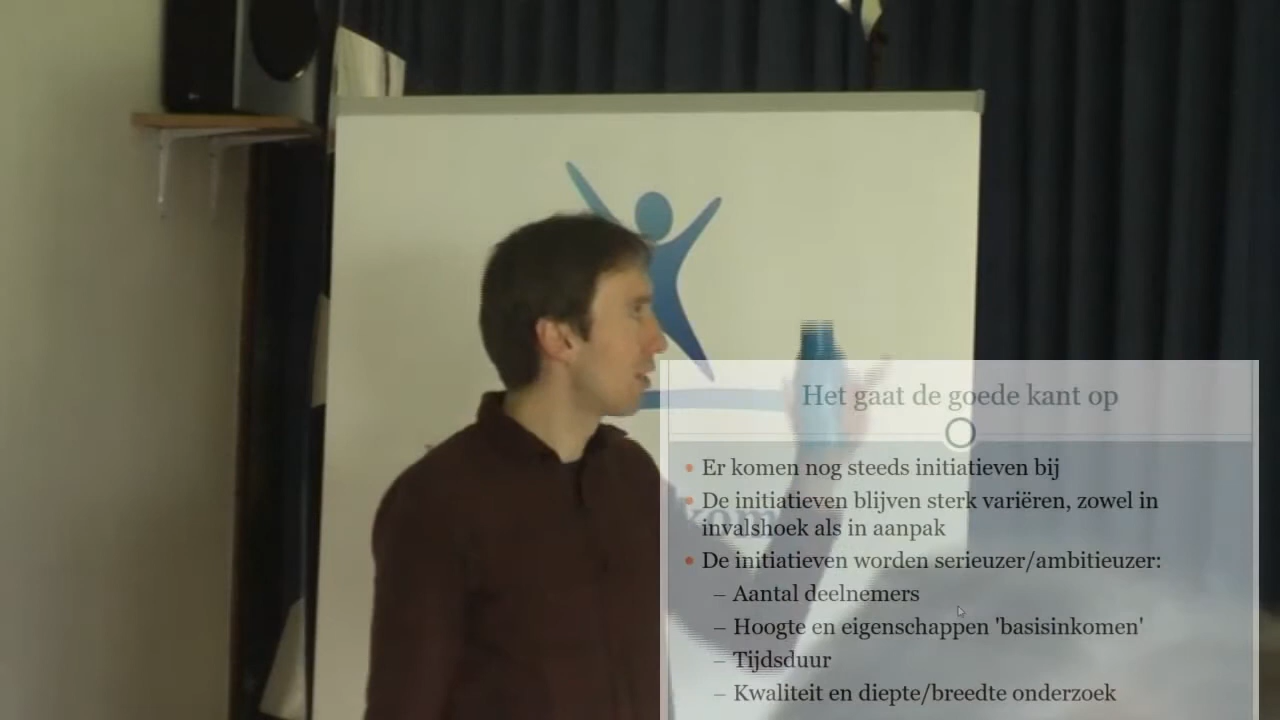 Het gaat de goede kant op
• Er komen nog steeds initiatieven bij
• De initiatieven blijven sterk variëren, zowel in
invalshoek als in aanpak
• De initiatieven worden serieuzer/ambitieuzer:
– Aantal deelnemers
– Hoogte en eigenschappen 'basisinkomen'
– Tijdsduur
– Kwaliteit en diepte/breedte onderzoek